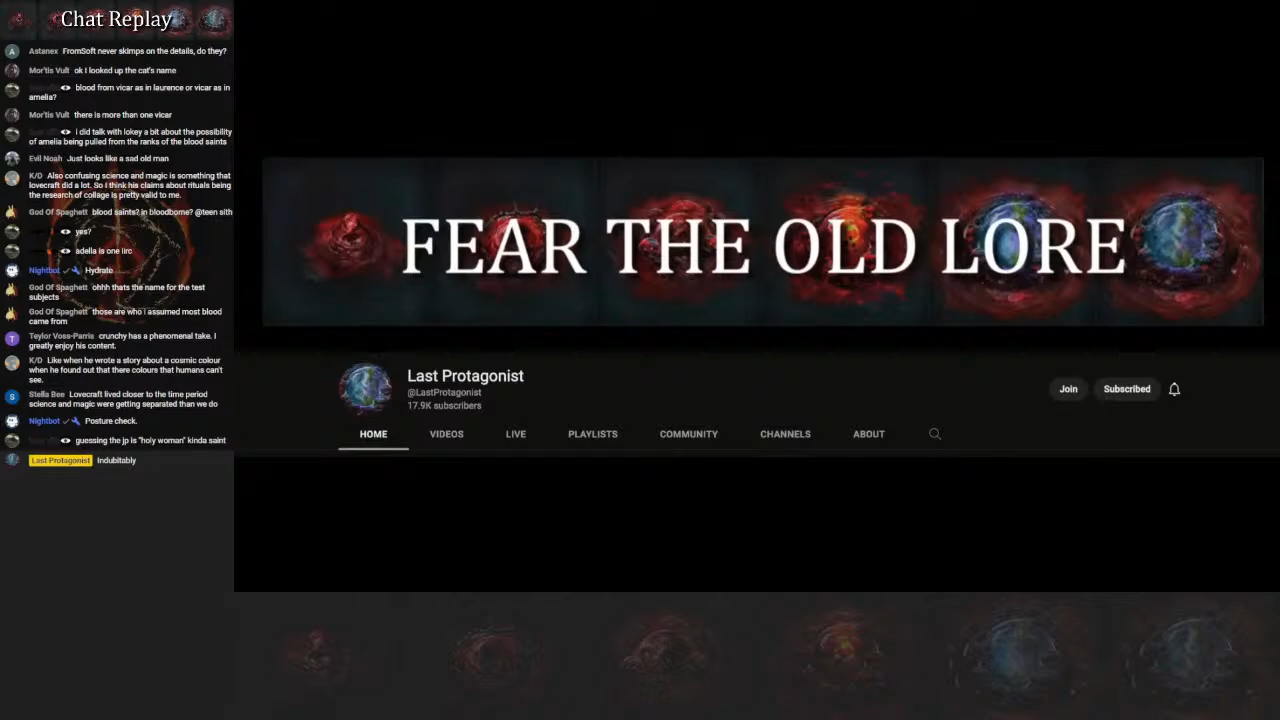 Chat Replay
Astanex FromSoft never skimps on the details, do they?
Mor'tis Vult ok I looked up the cat's name
blood from vicar as in laurence or vicar as in
amelia?
Mor'tis Vult there is more than one vicar
i did talk with lokey a bit about the possibility
of amelia being pulled from the ranks of the blood saints
Evil Noah Just looks like a sad old man
K/D Also confusing science and magic is something that
lovecraft did a lot. So I think his claims about rituals being
the research of collage is pretty valid to me.
God Of Spaghett blood saints? in bloodborne? @teen sith
yes?
adella is one iirc
Nightbot Hydrate
God Of Spaghett ohhh thats the name for the test
subjects
God Of Spaghett those are who i assumed most blood
came from
Teylor Voss-Parris crunchy has a phenomenal take. I
greatly enjoy his content.
K/D Like when he wrote a story about a cosmic colour
when he found out that there colours that humans can't
see.
Stella Bee Lovecraft lived closer to the time period
science and magic were getting separated than we do
Nightbot Posture check.
guessing the jp is "holy woman" kinda saint
Last Protagonist Indubitably
FEAR THE OLD LORE
Last Protagonist
@LastProtagonist
17.9K subscribers
Join Subscribed
HOME VIDEOS LIVE PLAYLISTS COMMUNITY CHANNELS ABOUT